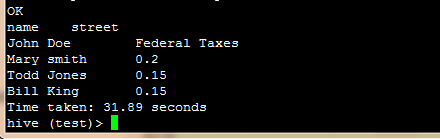 OK
name street
John Doe Federal Taxes
Mary smith 0.2
Todd Jones 0.15
Bill King 0.15
Time taken: 31.89 seconds
hive (test)>